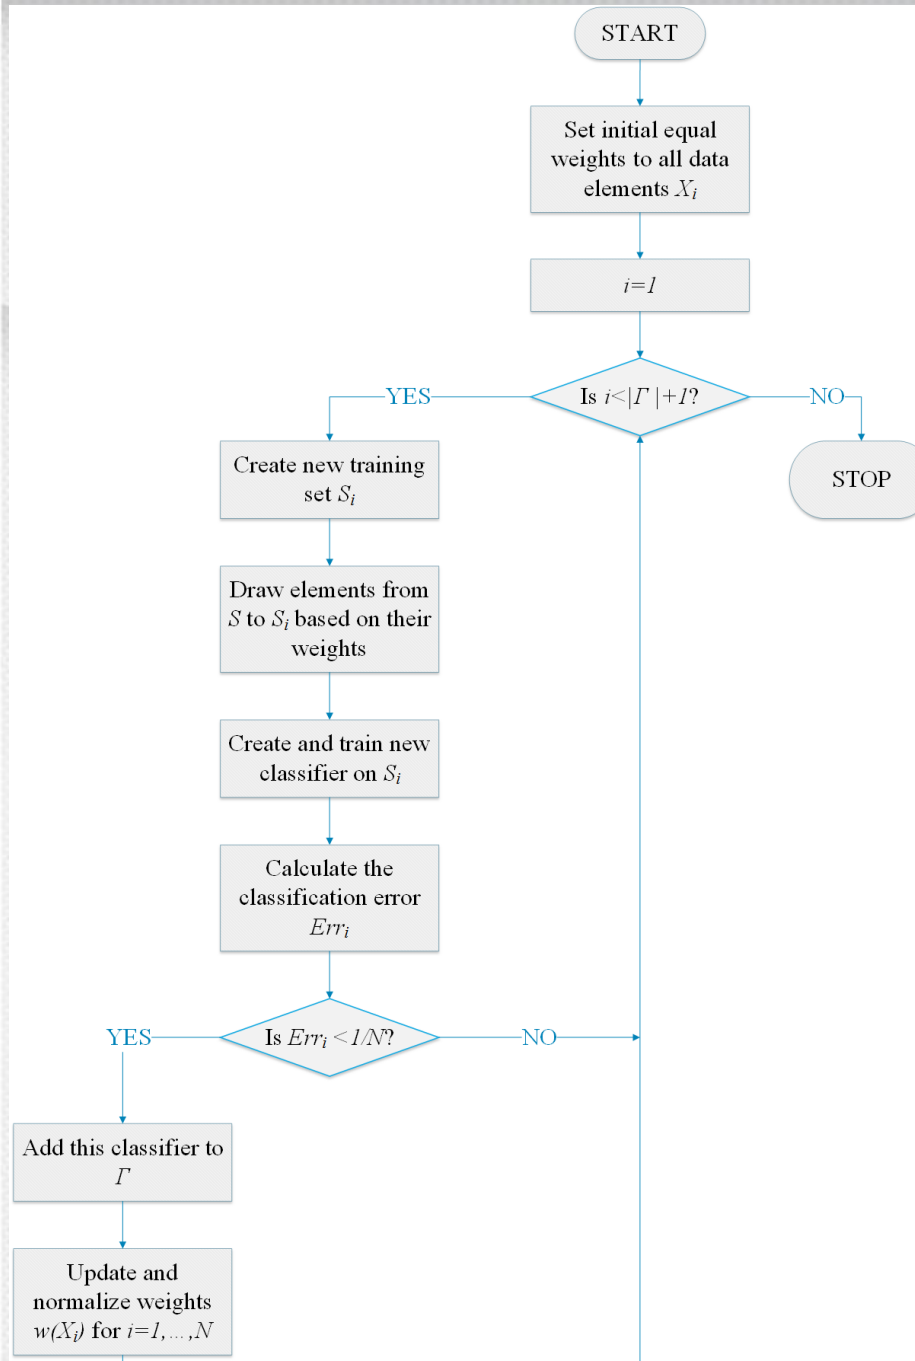 START
Set initial equal
weights to all data
elements Xᵢ
i=1
Is i<|Γ |+1?
YES
NO
STOP
Create new training
set Sᵢ
Draw elements from
S to Sᵢ based on their
weights
Create and train new
classifier on Sᵢ
Calculate the
classification error
Errᵢ
Is Errᵢ <1/N?
YES
NO
Add this classifier to
Γ
Update and
normalize weights
w(Xᵢ) for i=1,…,N